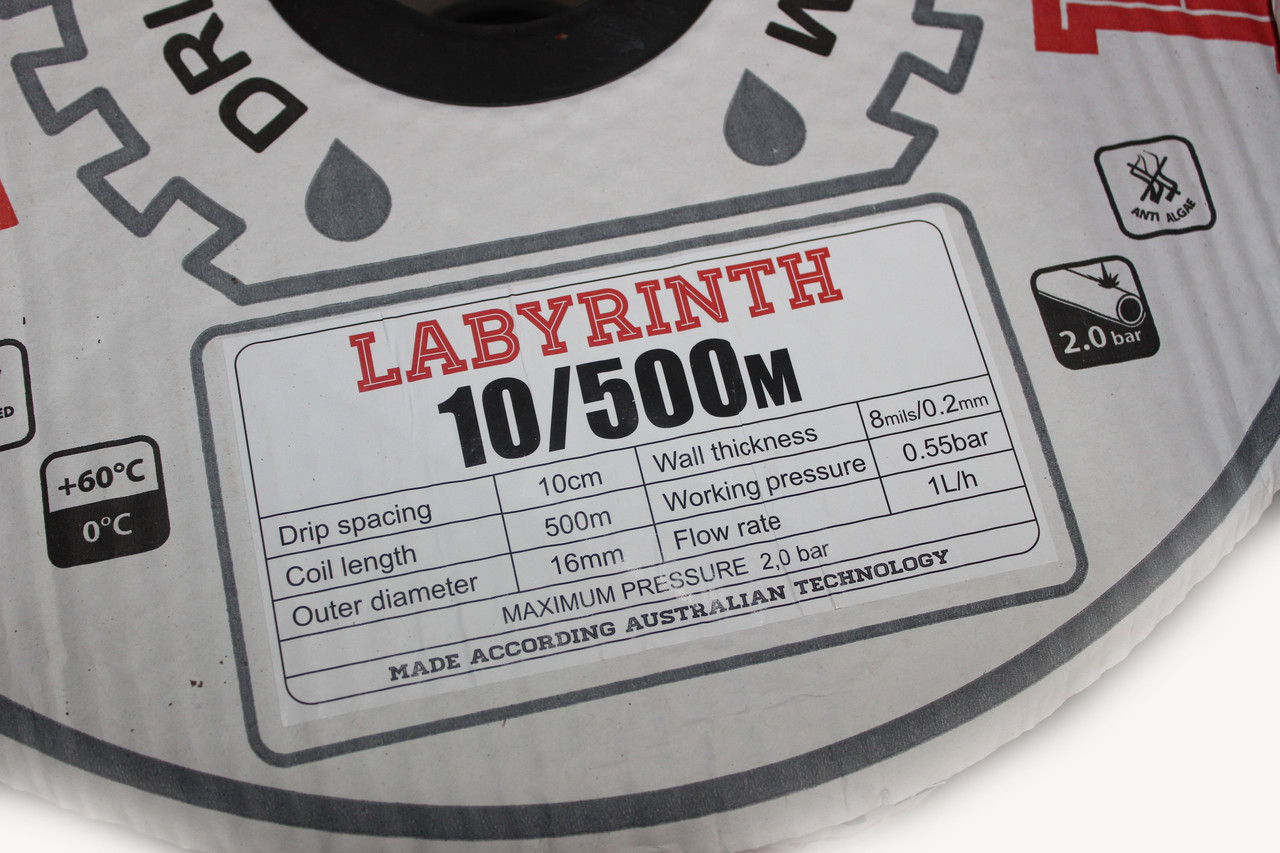 DRI
M
LABYRINTH
10/500M
Drip spacing 10cm Wall thickness 8mils/0.2mm
Coil length 500m Working pressure 0.55bar
Outer diameter 16mm Flow rate 1L/h
MAXIMUM PRESSURE 2,0 bar
MADE ACCORDING AUSTRALIAN TECHNOLOGY
ANTI ALGAE
2.0 bar
ED
+60°C
0°C